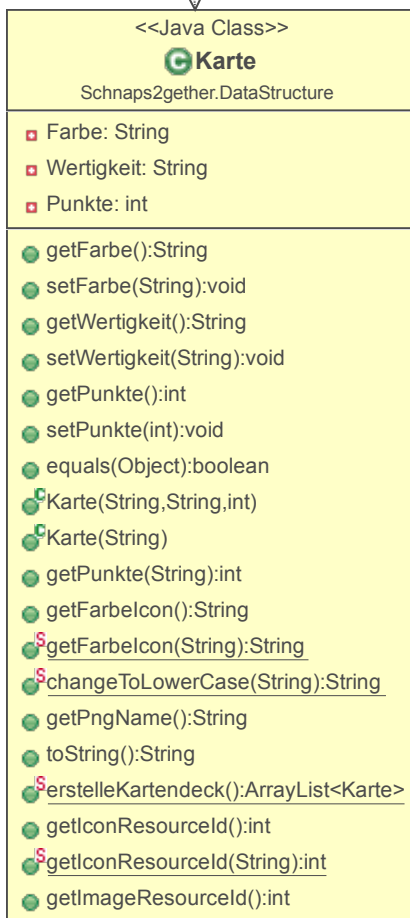 <<Java Class>>
C Karte
Schnaps2gether.DataStructure
Farbe: String
Wertigkeit: String
Punkte: int
getFarbe():String
setFarbe(String):void
getWertigkeit():String
setWertigkeit(String):void
getPunkte():int
setPunkte(int):void
equals(Object):boolean
C Karte(String,String,int)
C Karte(String)
getPunkte(String):int
getFarbeIcon():String
S getFarbeIcon(String):String
S changeToLowerCase(String):String
getPngName():String
toString():String
S erstelleKartendeck():ArrayList<Karte>
getIconResourceId():int
S getIconResourceId(String):int
getImageResourceId():int